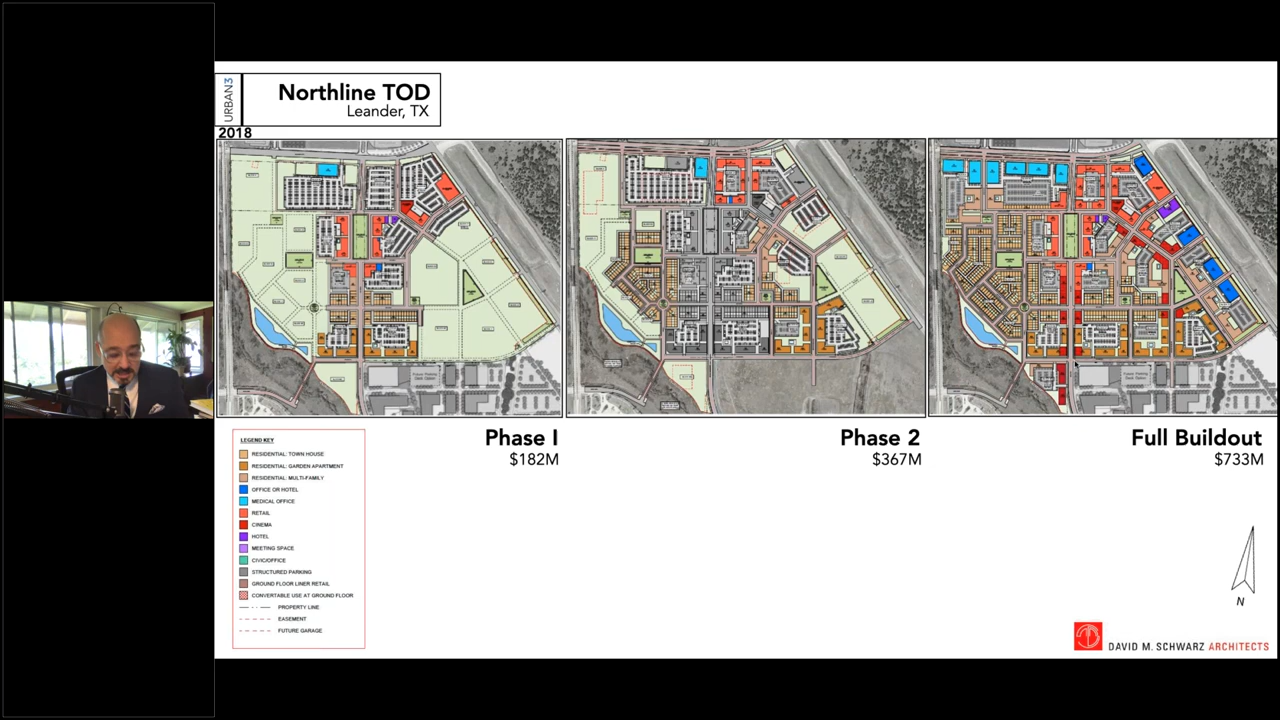 URBAN3
Northline TOD
Leander, TX
2018
Phase I
$182M
Phase 2
$367M
Full Buildout
$733M
LEGEND KEY
RESIDENTIAL: TOWN HOUSE
RESIDENTIAL: GARDEN APARTMENT
RESIDENTIAL: MULTI-FAMILY
OFFICE OR HOTEL
MEDICAL OFFICE
RETAIL
CINEMA
HOTEL
MEETING SPACE
CIVIC/OFFICE
STRUCTURED PARKING
GROUND FLOOR LINER RETAIL
CONVERTABLE USE AT GROUND FLOOR
PROPERTY LINE
EASEMENT
FUTURE GARAGE
N
DAVID M. SCHWARZ ARCHITECTS